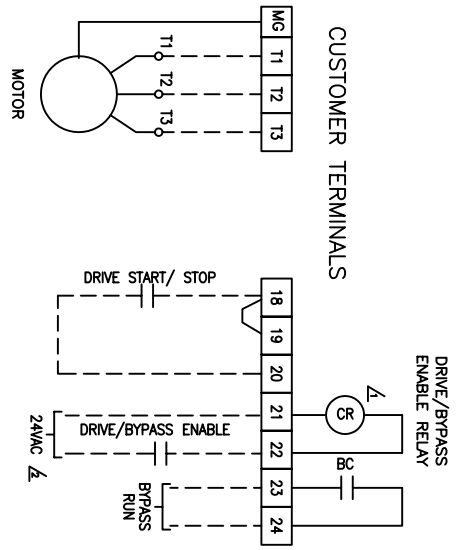 CUSTOMER TERMINALS
MG
T1
T2
T3
T1
T2
T3
MOTOR
DRIVE/BYPASS
ENABLE RELAY
18
19
20
21
22
23
24
DRIVE START/ STOP
DRIVE/BYPASS ENABLE
24VAC
2
BYPASS
RUN
CR
1
BC